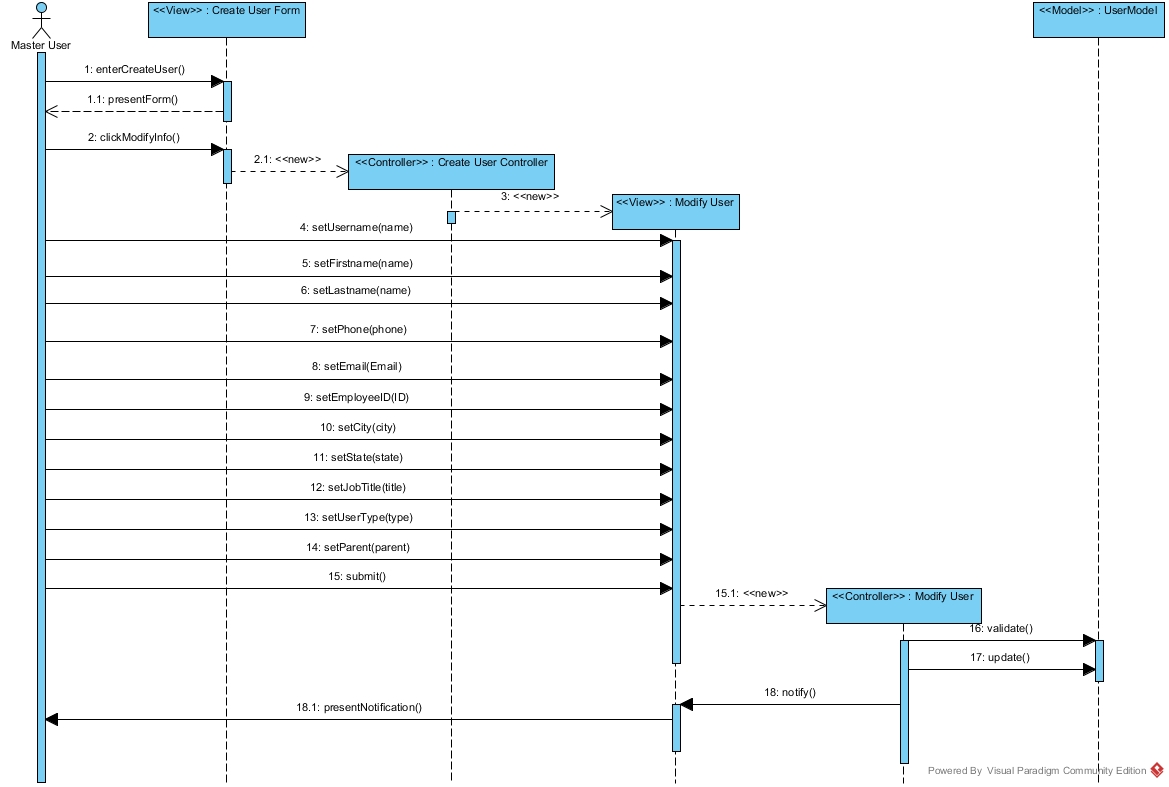 <<View>> : Create User Form
<<Model>> : UserModel
Master User
1: enterCreateUser()
1.1: presentForm()
2: clickModifyInfo()
2.1: <<new>>
<<Controller>> : Create User Controller
3: <<new>>
<<View>> : Modify User
4: setUsername(name)
5: setFirstname(name)
6: setLastname(name)
7: setPhone(phone)
8: setEmail(Email)
9: setEmployeeID(ID)
10: setCity(city)
11: setState(state)
12: setJobTitle(title)
13: setUserType(type)
14: setParent(parent)
15: submit()
15.1: <<new>>
<<Controller>> : Modify User
16: validate()
17: update()
18: notify()
18.1: presentNotification()
Powered By Visual Paradigm Community Edition